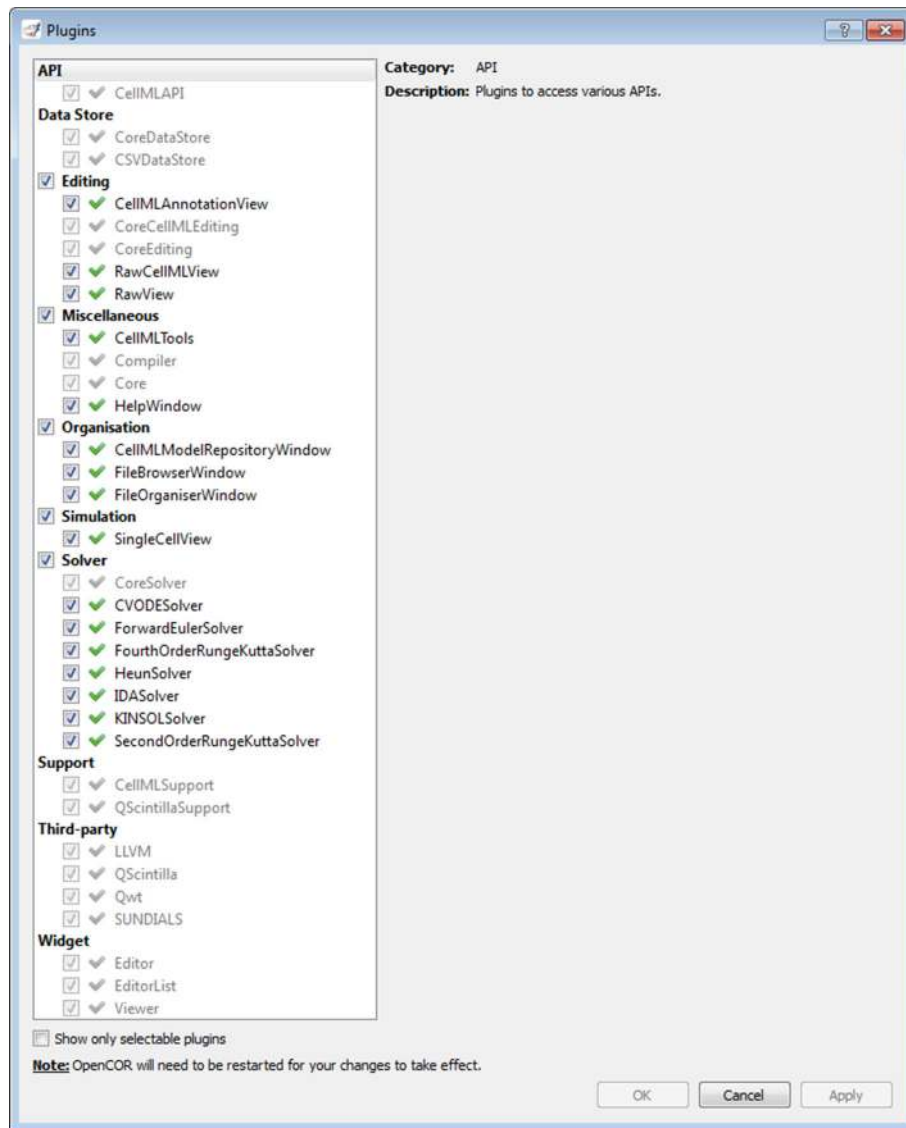 Plugins
API
CellMLAPI
Data Store
CoreDataStore
CSVDataStore
Editing
CellMLAnnotationView
CoreCellMLEditing
CoreEditing
RawCellMLView
RawView
Miscellaneous
CellMLTools
Compiler
Core
HelpWindow
Organisation
CellMLModelRepositoryWindow
FileBrowserWindow
FileOrganiserWindow
Simulation
SingleCellView
Solver
CoreSolver
CVODESolver
ForwardEulerSolver
FourthOrderRungeKuttaSolver
HeunSolver
IDASolver
KINSOLSolver
SecondOrderRungeKuttaSolver
Support
CellMLSupport
QScintillaSupport
Third-party
LLVM
QScintilla
Qwt
SUNDIALS
Widget
Editor
EditorList
Viewer
Category: API
Description: Plugins to access various APIs.
Show only selectable plugins
Note: OpenCOR will need to be restarted for your changes to take effect.
OK Cancel Apply